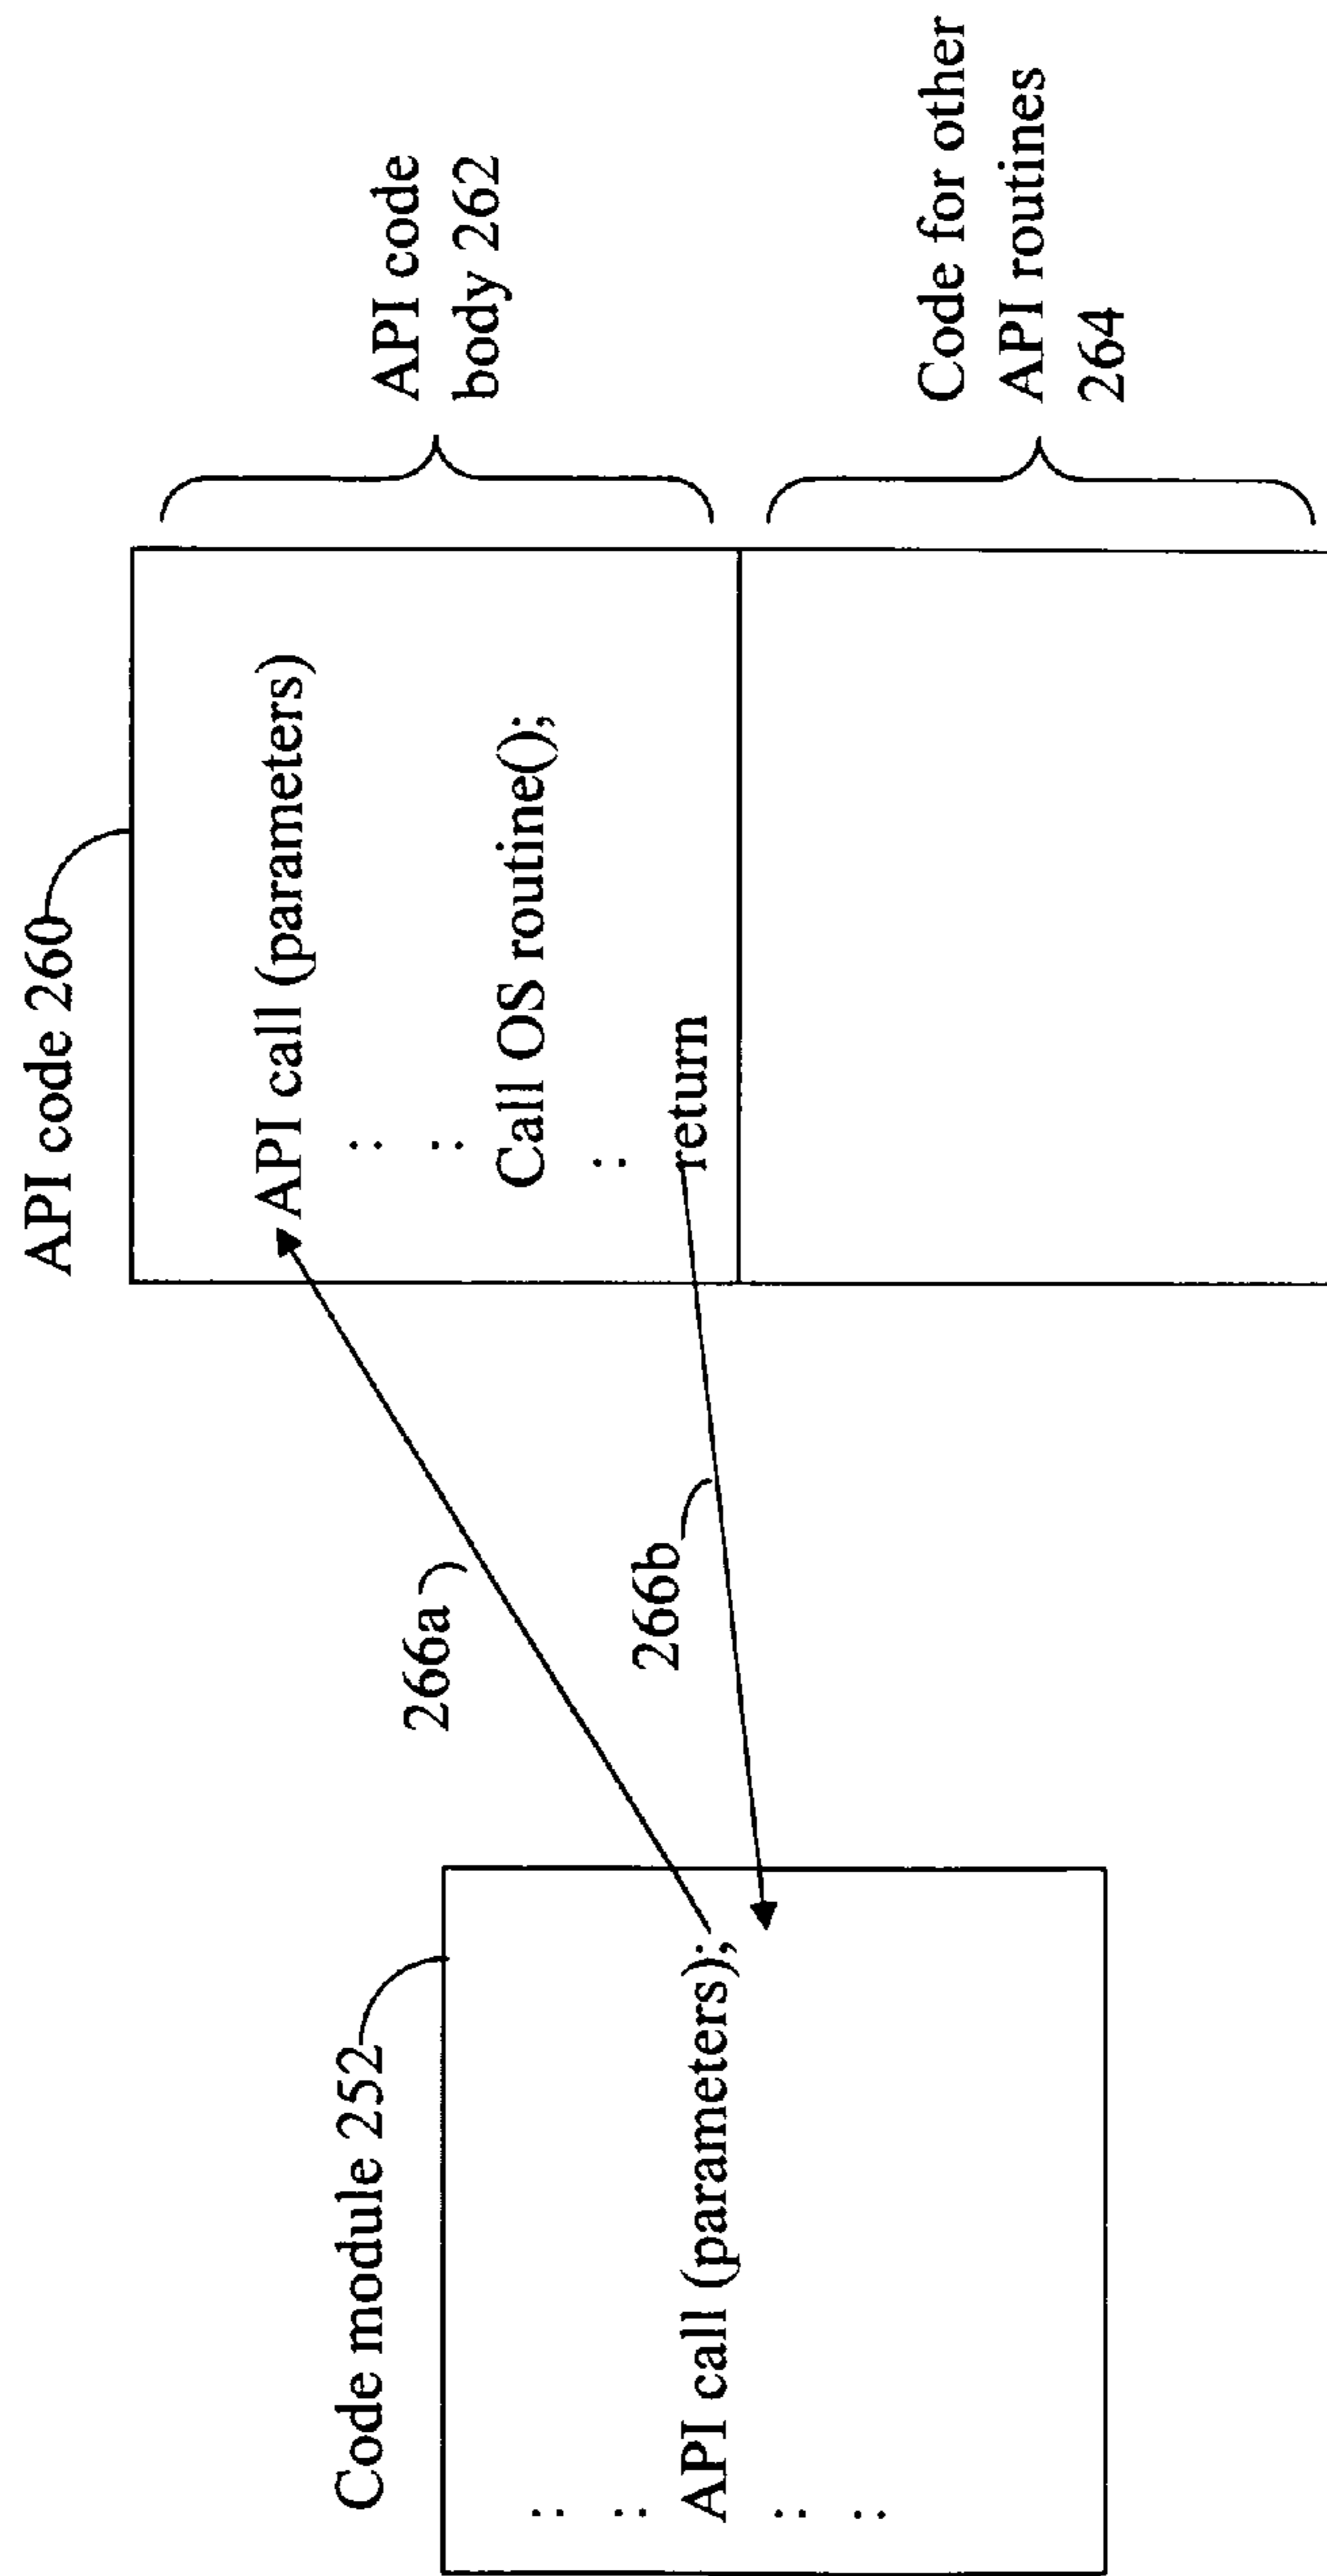 API code 260
API call (parameters)
:
:
Call OS routine();
:
return
API code
body 262
Code for other
API routines
264
266a
266b
Code module 252
:
:
API call (parameters);
:
: